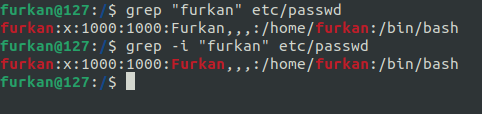 furkan@127:/$ grep "furkan" etc/passwd
furkan:x:1000:1000:Furkan,,,:/home/furkan:/bin/bash
furkan@127:/$ grep -i "furkan" etc/passwd
furkan:x:1000:1000:Furkan,,,:/home/furkan:/bin/bash
furkan@127:/$